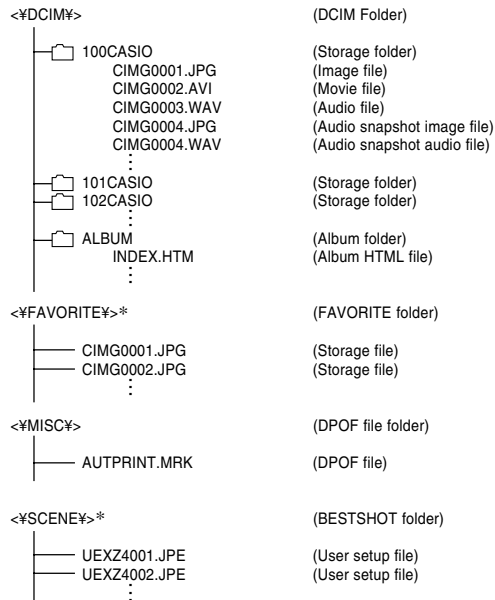 <¥DCIM¥> (DCIM Folder)
100CASIO (Storage folder)
CIMG0001.JPG (Image file)
CIMG0002.AVI (Movie file)
CIMG0003.WAV (Audio file)
CIMG0004.JPG (Audio snapshot image file)
CIMG0004.WAV (Audio snapshot audio file)
101CASIO (Storage folder)
102CASIO (Storage folder)
ALBUM (Album folder)
INDEX.HTM (Album HTML file)
<¥FAVORITE¥>* (FAVORITE folder)
CIMG0001.JPG (Storage file)
CIMG0002.JPG (Storage file)
<¥MISC¥> (DPOF file folder)
AUTPRINT.MRK (DPOF file)
<¥SCENE¥>* (BESTSHOT folder)
UEXZ4001.JPE (User setup file)
UEXZ4002.JPE (User setup file)